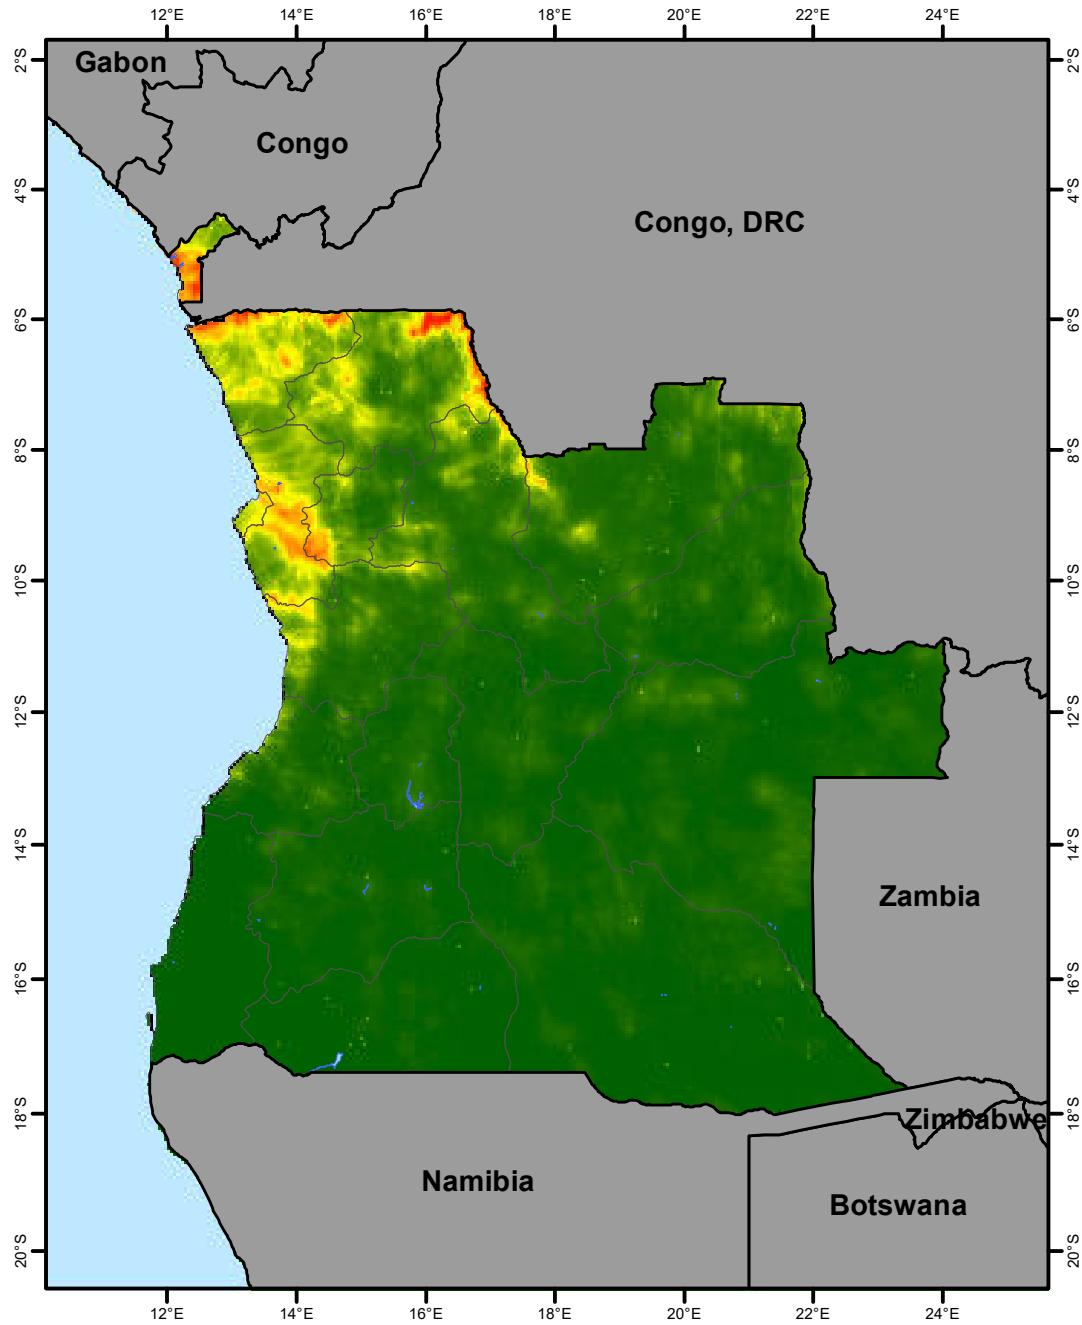 12°E 14°E 16°E 18°E 20°E 22°E 24°E
2°S Gabon 2°S
Congo
4°S 4°S
Congo, DRC
6°S 6°S
8°S 8°S
10°S 10°S
12°S 12°S
14°S 14°S
Zambia
16°S 16°S
18°S Zimbabwe 18°S
Namibia
Botswana
20°S 20°S
12°E 14°E 16°E 18°E 20°E 22°E 24°E